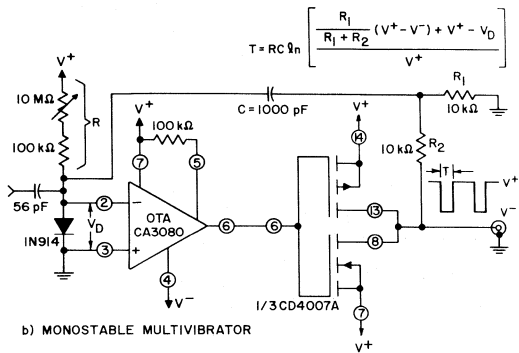 T = RC ln [ R1 / (R1 + R2) (V+ – V–) + V+ – VD / V+ ]
V+
10 MΩ
R
100 kΩ
56 pF
1N914
VD
C = 1000 pF
R1
10 kΩ
V+
100 kΩ
7
5
2
–
3
+
OTA
CA3080
6
4
V–
6
V+
14
13
8
7
V+
1/3 CD4007A
10 kΩ
R2
T
V+
V–
b) MONOSTABLE MULTIVIBRATOR